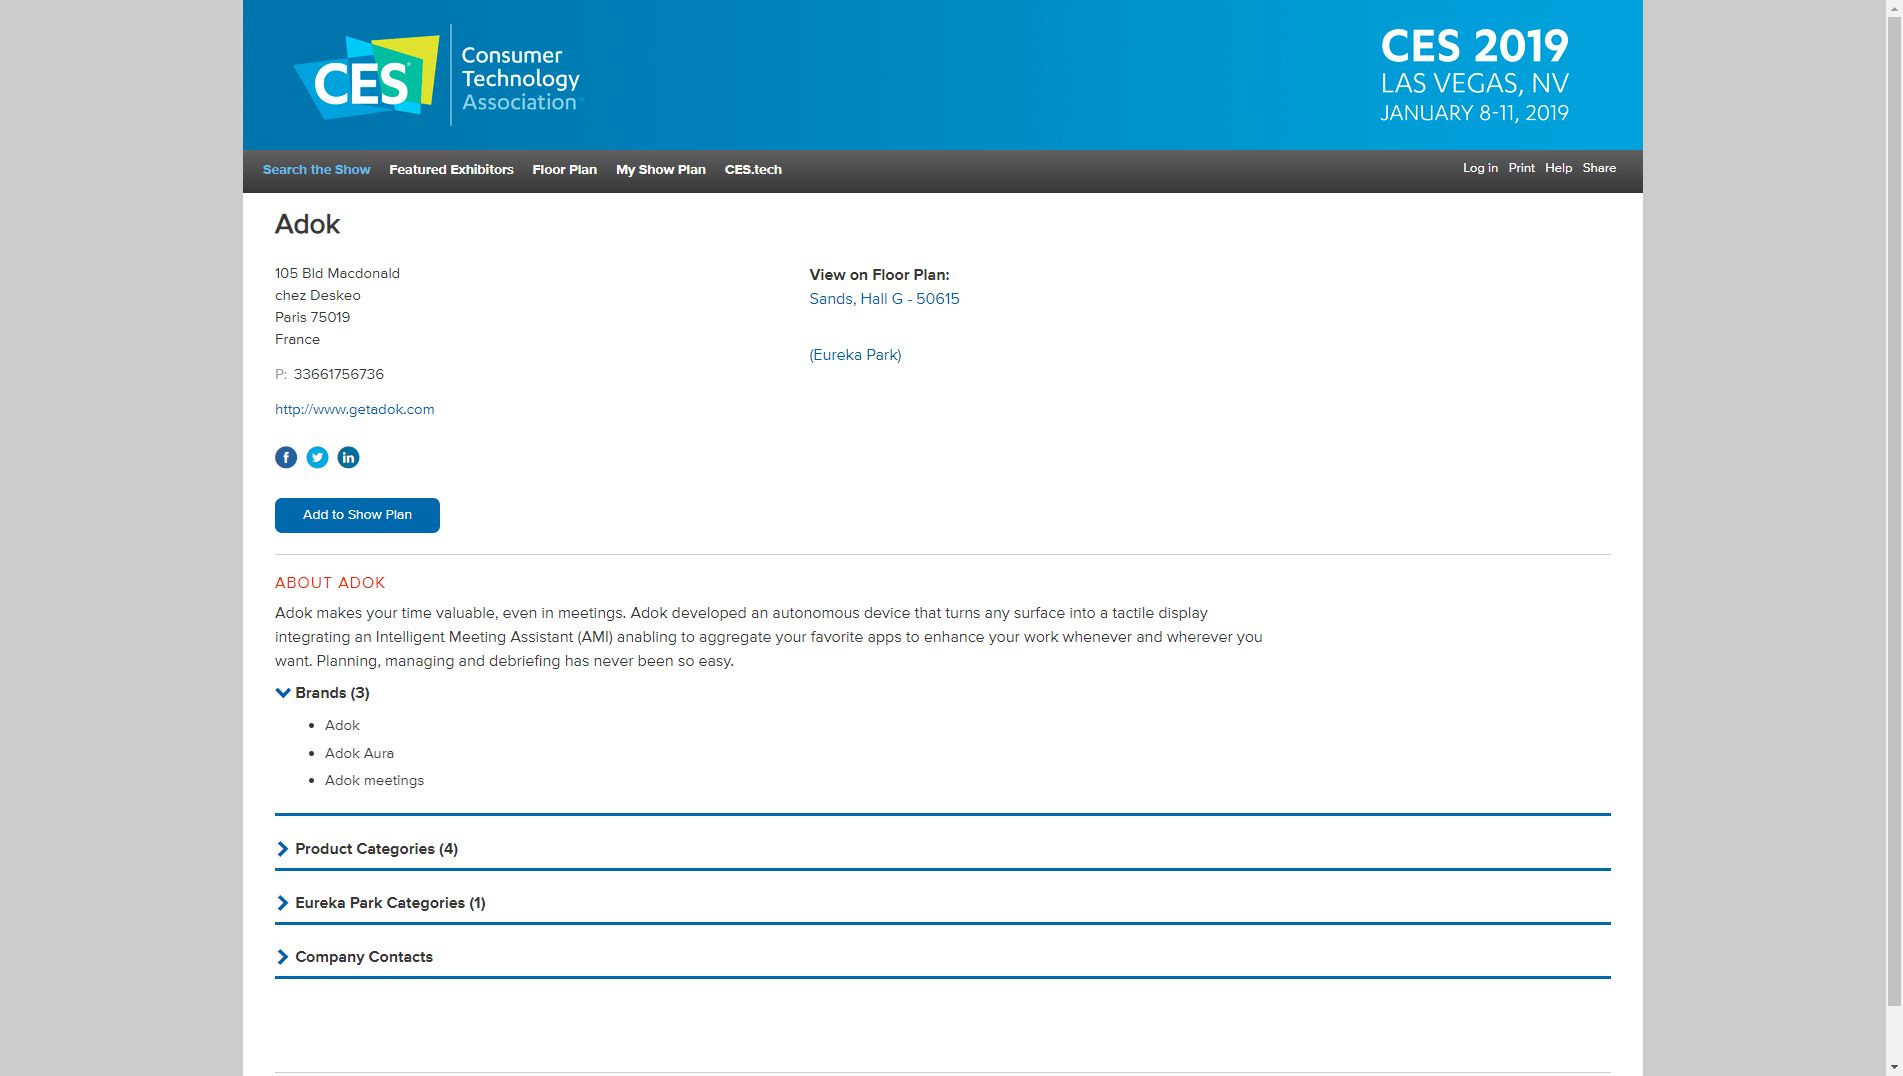 CES
Consumer
Technology
Association
CES 2019
LAS VEGAS, NV
JANUARY 8-11, 2019
Search the Show Featured Exhibitors Floor Plan My Show Plan CES.tech Log in Print Help Share
Adok
105 Bld Macdonald
chez Deskeo
Paris 75019
France
P: 33661756736
http://www.getadok.com
View on Floor Plan:
Sands, Hall G - 50615
(Eureka Park)
Add to Show Plan
ABOUT ADOK
Adok makes your time valuable, even in meetings. Adok developed an autonomous device that turns any surface into a tactile display
integrating an Intelligent Meeting Assistant (AMI) anabling to aggregate your favorite apps to enhance your work whenever and wherever you
want. Planning, managing and debriefing has never been so easy.
Brands (3)
• Adok
• Adok Aura
• Adok meetings
Product Categories (4)
Eureka Park Categories (1)
Company Contacts